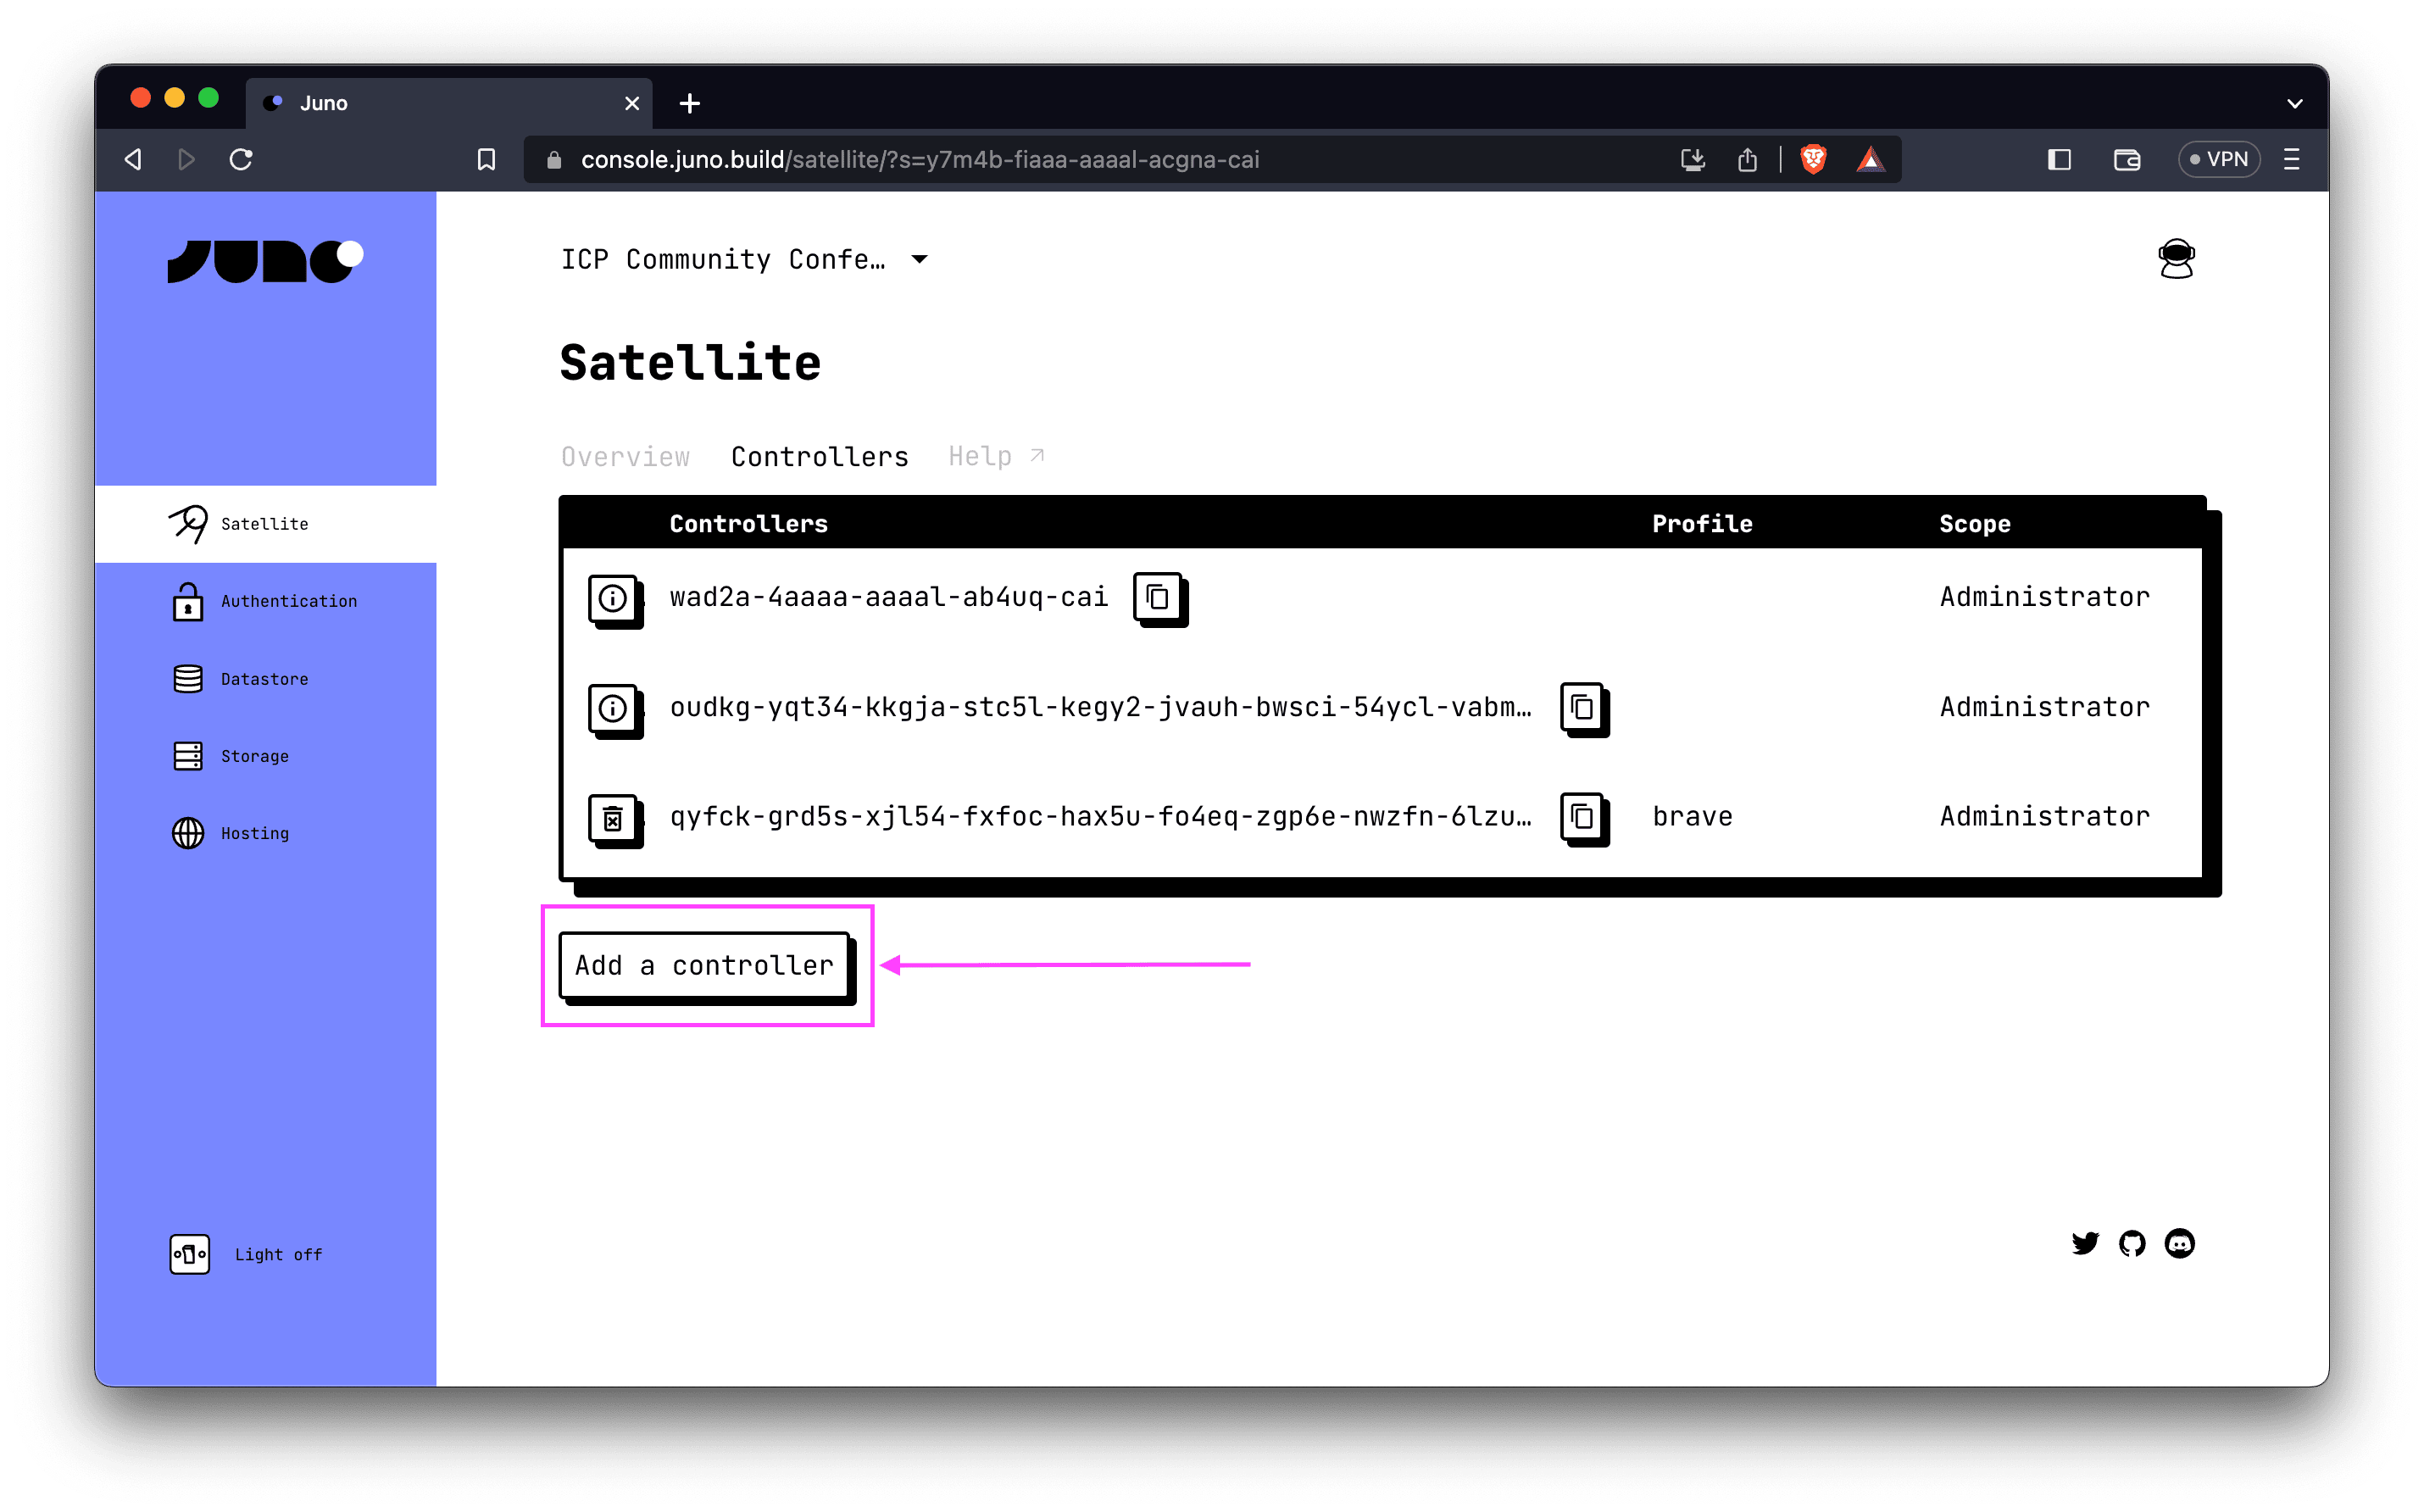 Juno
console.juno.build/satellite/?s=y7m4b-fiaaa-aaaal-acgna-cai
VPN
JUNO
ICP Community Confe…
Satellite
Overview Controllers Help
Controllers Profile Scope
wad2a-4aaaa-aaaal-ab4uq-cai Administrator
oudkg-yqt34-kkgja-stc5l-kegy2-jvauh-bwsci-54ycl-vabm… Administrator
qyfck-grd5s-xjl54-fxfoc-hax5u-fo4eq-zgp6e-nwzfn-6lzu… brave Administrator
Add a controller
Satellite
Authentication
Datastore
Storage
Hosting
Light off